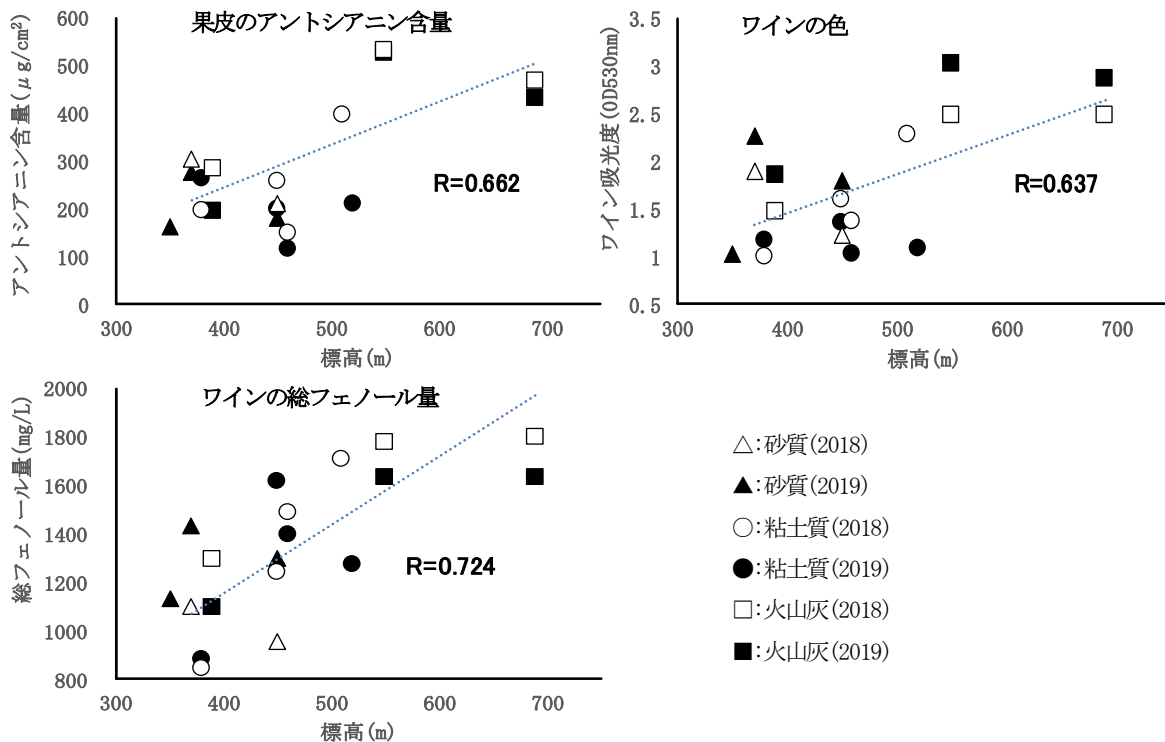 果皮のアントシアニン含量
アントシアニン含量(μg/cm²)
600
500
400
300
200
100
0
R=0.662
300 400 500 600 700
標高(m)
ワインの色
ワイン吸光度(OD530nm)
3.5
3
2.5
2
1.5
1
0.5
R=0.637
300 400 500 600 700
標高(m)
ワインの総フェノール量
総フェノール量(mg/L)
2000
1800
1600
1400
1200
1000
800
R=0.724
300 400 500 600 700
標高(m)
△:砂質(2018)
▲:砂質(2019)
○:粘土質(2018)
●:粘土質(2019)
□:火山灰(2018)
■:火山灰(2019)